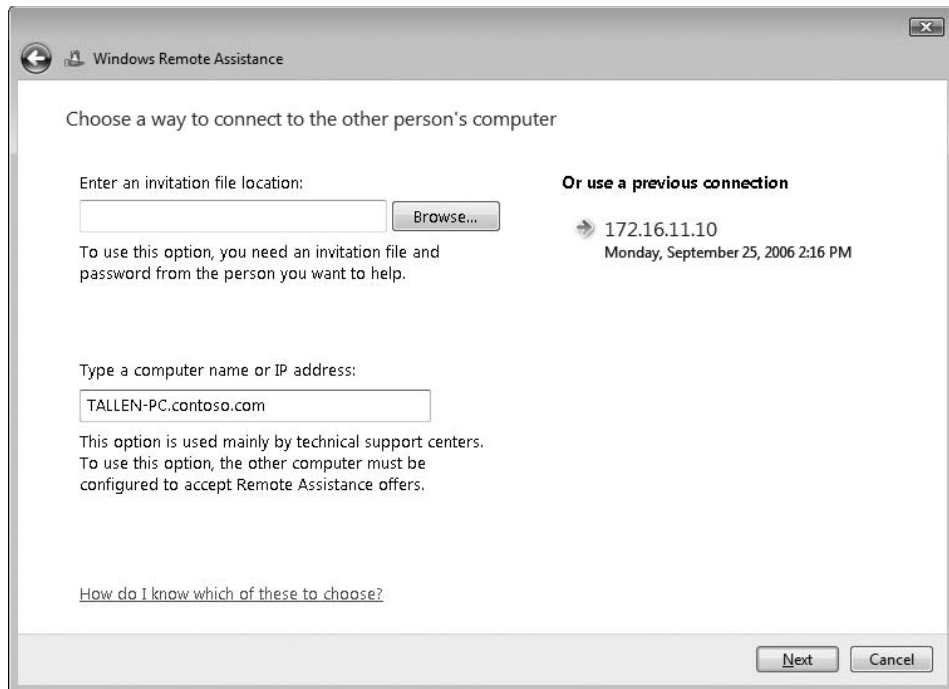 Windows Remote Assistance
Choose a way to connect to the other person's computer
Enter an invitation file location:
Browse...
To use this option, you need an invitation file and
password from the person you want to help.
Or use a previous connection
172.16.11.10
Monday, September 25, 2006 2:16 PM
Type a computer name or IP address:
TALLEN-PC.contoso.com
This option is used mainly by technical support centers.
To use this option, the other computer must be
configured to accept Remote Assistance offers.
How do I know which of these to choose?
Next
Cancel